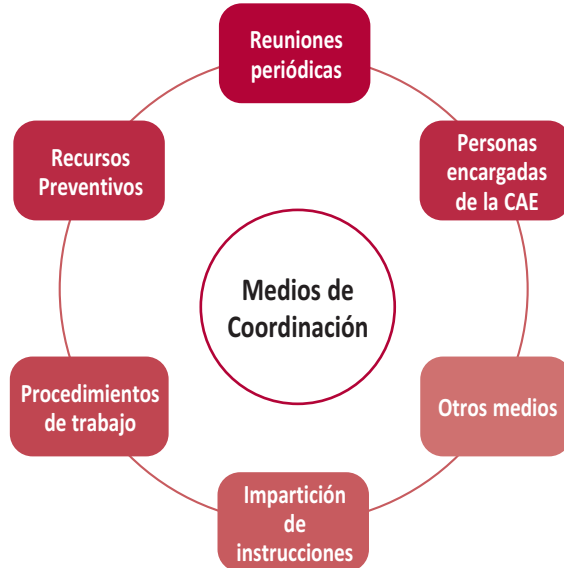 Reuniones
periódicas
Personas
encargadas
de la CAE
Otros medios
Impartición
de
instrucciones
Procedimientos
de trabajo
Recursos
Preventivos
Medios de
Coordinación